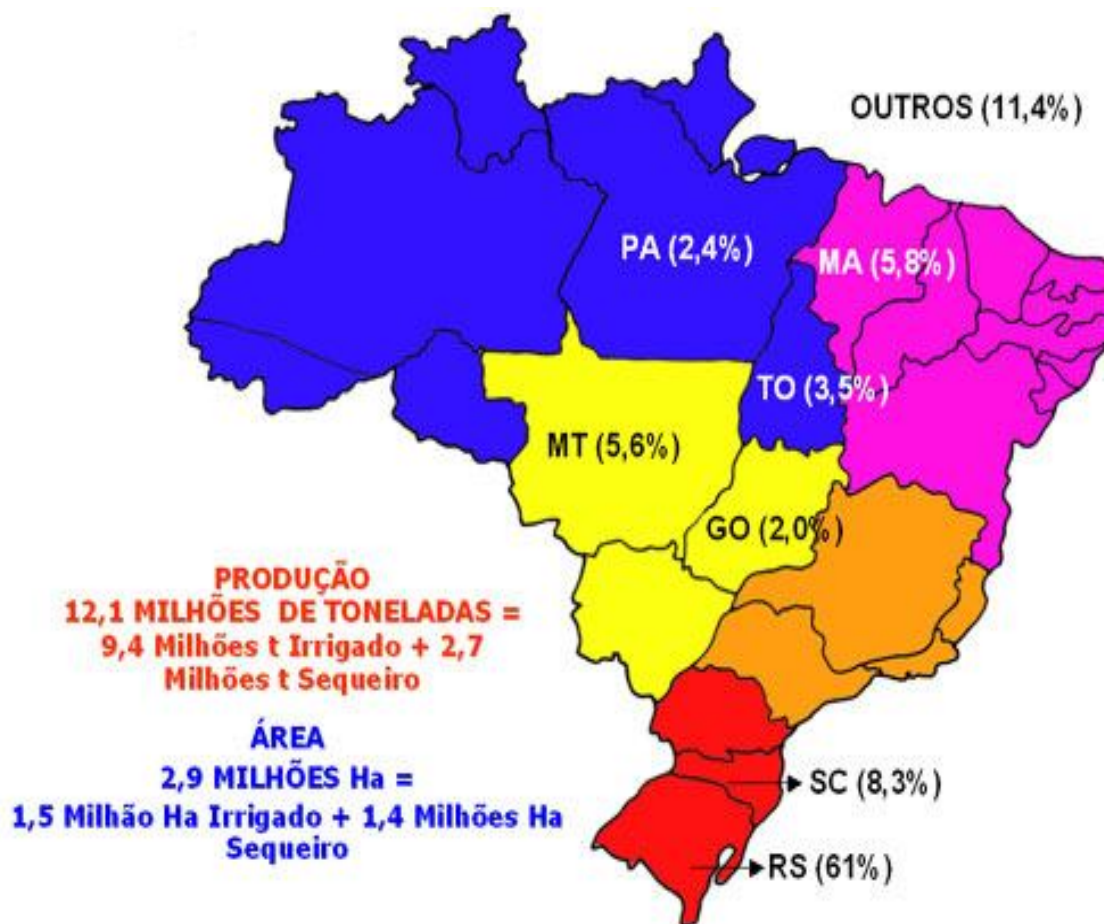 OUTROS (11,4%)
PA (2,4%)
MA (5,8%)
TO (3,5%)
MT (5,6%)
GO (2,0%)
PRODUÇÃO
12,1 MILHÕES DE TONELADAS =
9,4 Milhões t Irrigado + 2,7
Milhões t Sequeiro
ÁREA
2,9 MILHÕES Ha =
1,5 Milhão Ha Irrigado + 1,4 Milhões Ha
Sequeiro
SC (8,3%)
RS (61%)